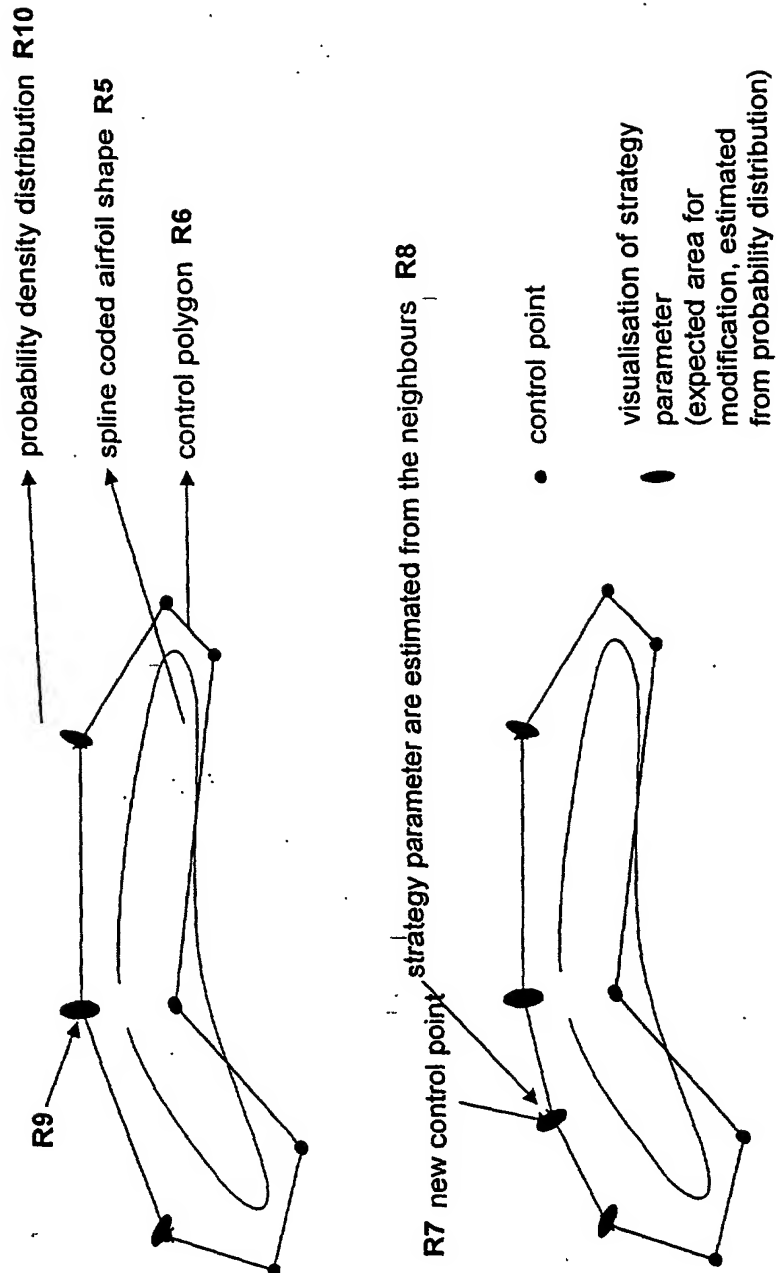 probability density distribution R10
spline coded airfoil shape R5
control polygon R6
R9
strategy parameter are estimated from the neighbours R8
R7 new control point
control point
visualisation of strategy
parameter
(expected area for
modification, estimated
from probability distribution)